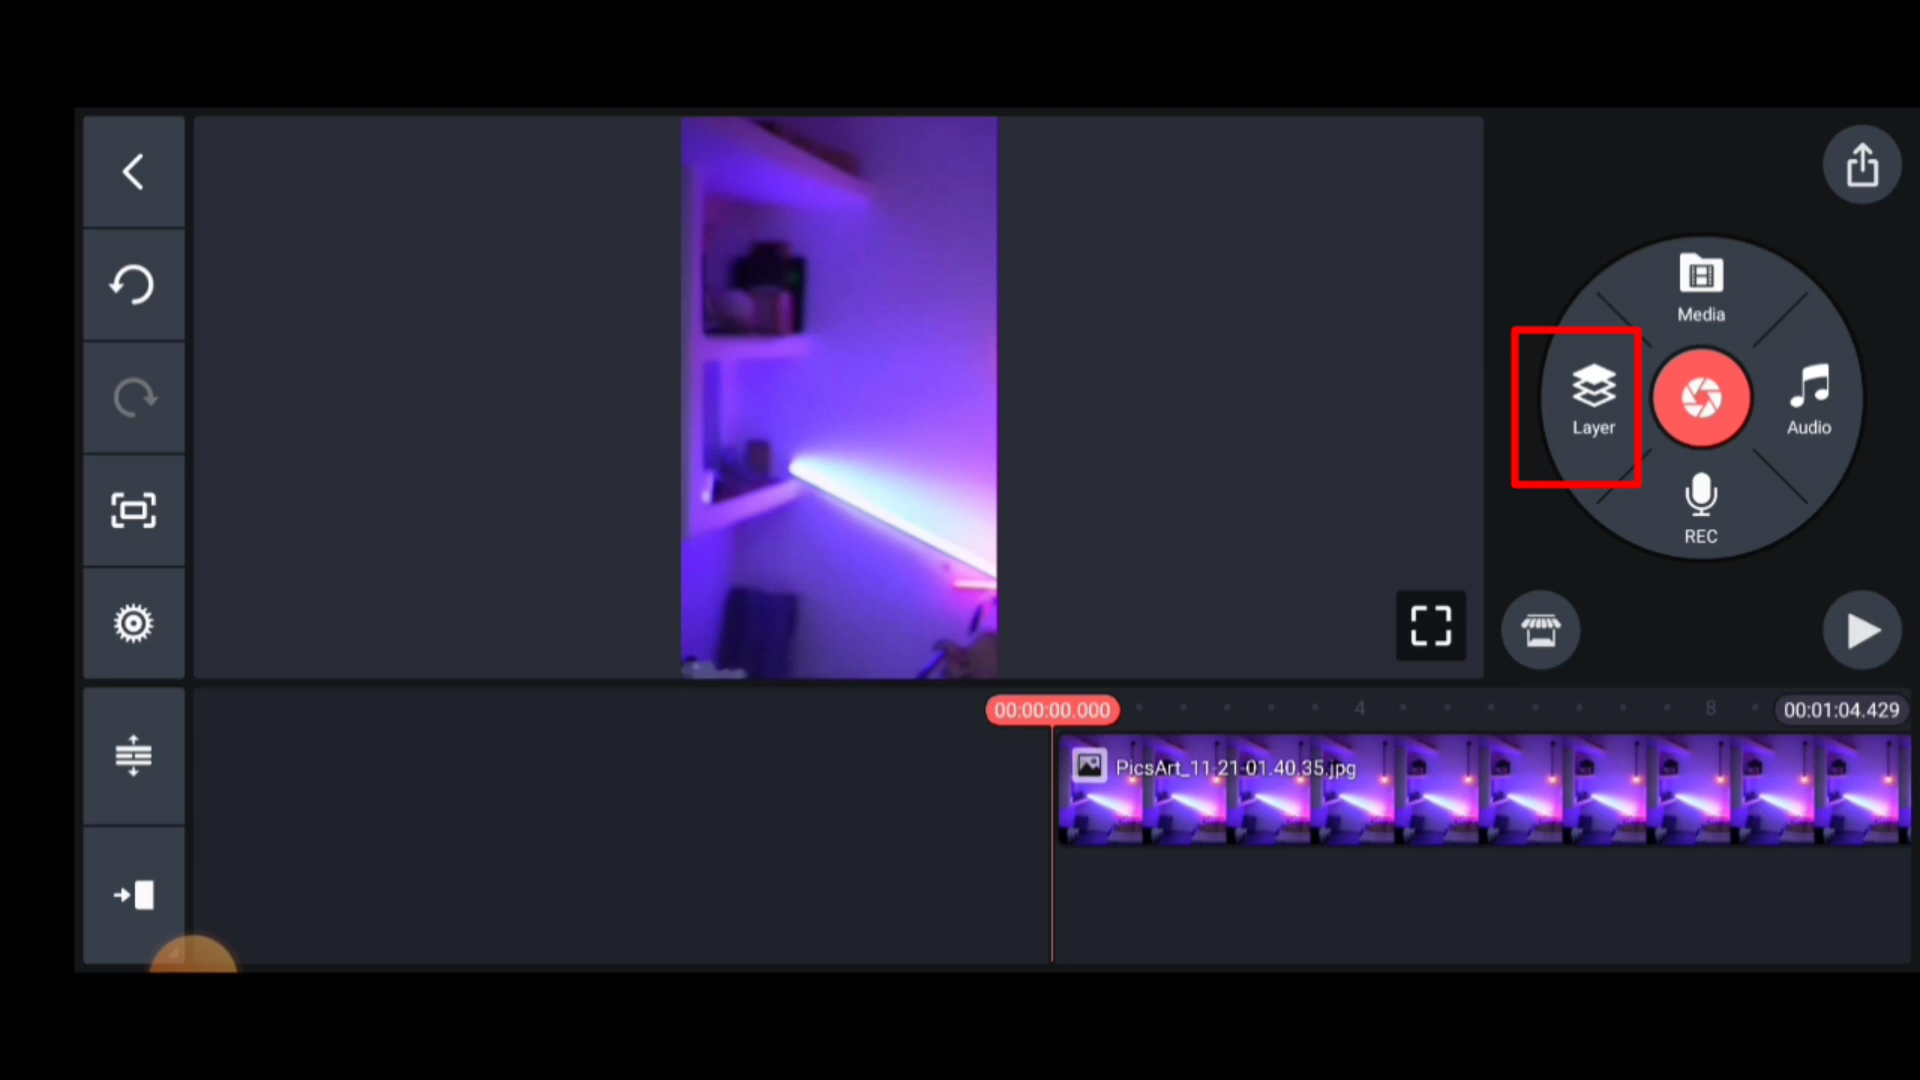 Media
Layer
Audio
REC
00:00:00.000
4
8
00:01:04.429
PicsArt_11-21-01.40.35.jpg